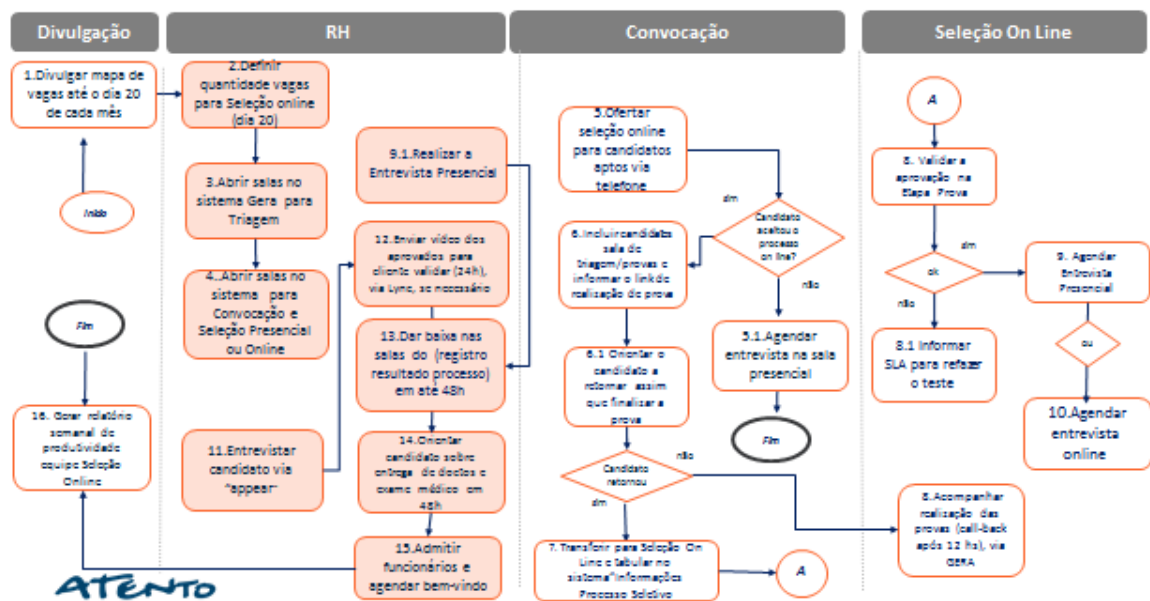 Divulgação
RH
Convocação
Seleção On Line
1.Divulgar mapa de
vagas até o dia 20
de cada mês
Início
Fim
16. Gerar relatório
semanal de
produtividade
equipe Seleção
Online
ATENTO
2.Definir
quantidade vagas
para Seleção online
(dia 20)
3.Abrir salas no
sistema Gera para
Triagem
4..Abrir salas no
sistema para
Convocação e
Seleção Presencial
ou Online
11.Entrevistar
candidato via
"appear"
9.1.Realizar a
Entrevista Presencial
12.Enviar vídeo dos
aprovados para
cliente validar (24h),
via Lync, se necessário
13.Dar baixa nas
salas do (registro
resultado processo)
em até 48h
14.Orientar
candidato sobre
entrega de doctos e
exame médico em
48h
15.Admitir
funcionários e
agendar bem-vindo
5.Ofertar
seleção online
para candidatos
aptos via
telefone
sim
Candidato
aceitou o
processo
on line?
não
6.Incluir candidatos
sala de
triagem/provas e
informar o link de
realização de prova
5.1.Agendar
entrevista na sala
presencial
Fim
6.1 Orientar o
candidato a
retornar assim
que finalizar a
prova
Candidato
retornou
não
sim
7. Transferir para Seleção On
Line e tabular no
sistema"Informações
Processo Seletivo
A
A
8. Validar a
aprovação na
Etapa Prova
ok
sim
não
9. Agendar
Entrevista
Presencial
ou
8.1 Informar
SLA para refazer
o teste
10.Agendar
entrevista
online
8.Acompanhar
realização das
provas (call-back
após 12 hs), via
GERA